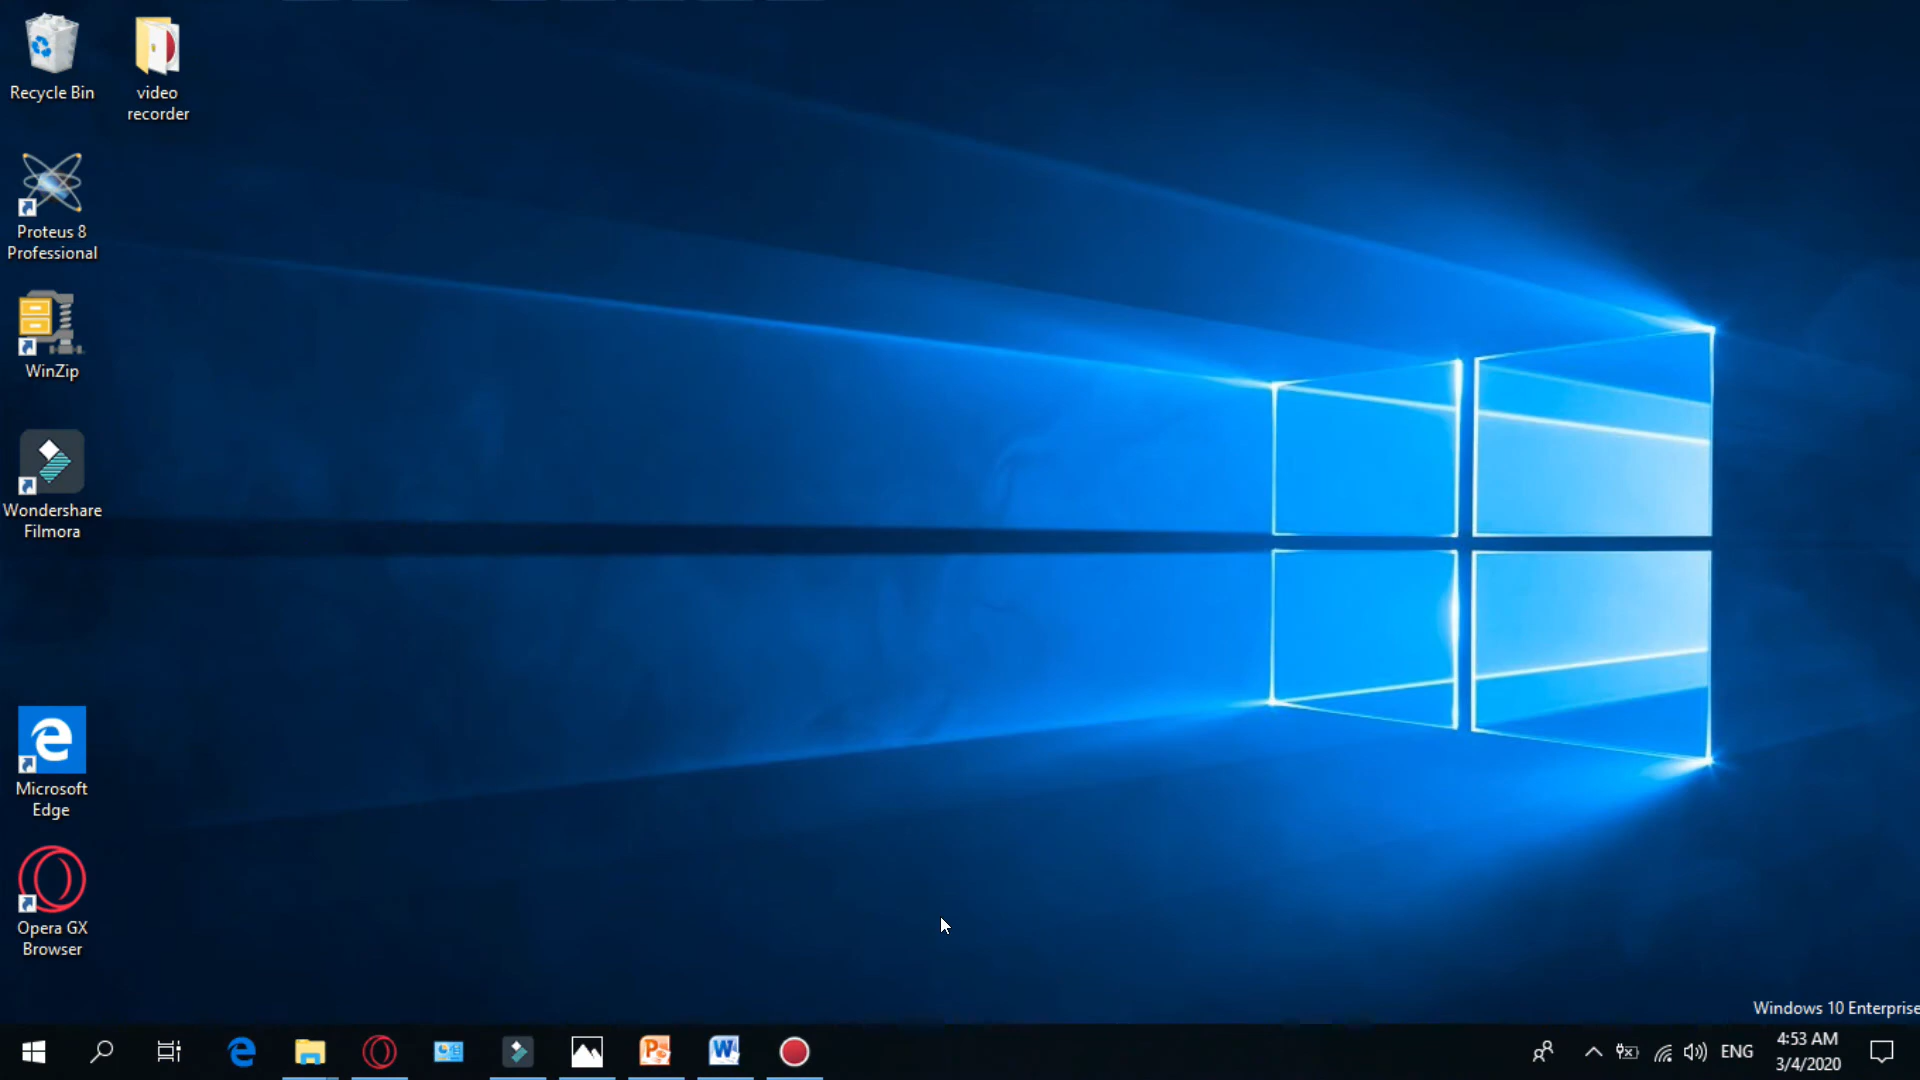 Recycle Bin
video
recorder
Proteus 8
Professional
WinZip
Wondershare
Filmora
Microsoft
Edge
Opera GX
Browser
Windows 10 Enterprise
ENG
4:53 AM
3/4/2020